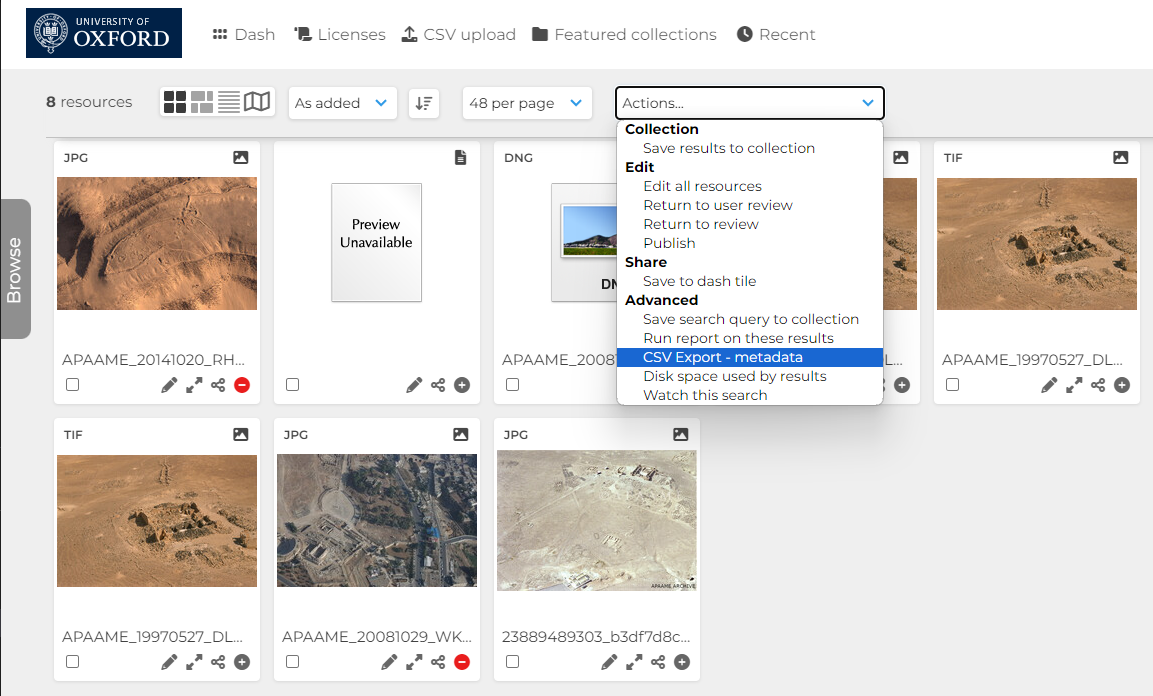 UNIVERSITY OF
OXFORD
Dash
Licenses
CSV upload
Featured collections
Recent
8 resources
As added
48 per page
Actions...
Collection
Save results to collection
Edit
Edit all resources
Return to user review
Return to review
Publish
Share
Save to dash tile
Advanced
Save search query to collection
Run report on these results
CSV Export - metadata
Disk space used by results
Watch this search
Browse
JPG
APAAME_20141020_RH...
Preview
Unavailable
DNG
DN
APAAME_2008
L...
TIF
APAAME_19970527_DL...
TIF
APAAME_19970527_DL...
JPG
APAAME_20081029_WK...
JPG
APAAME ARCHIVE
23889489303_b3df7d8c...